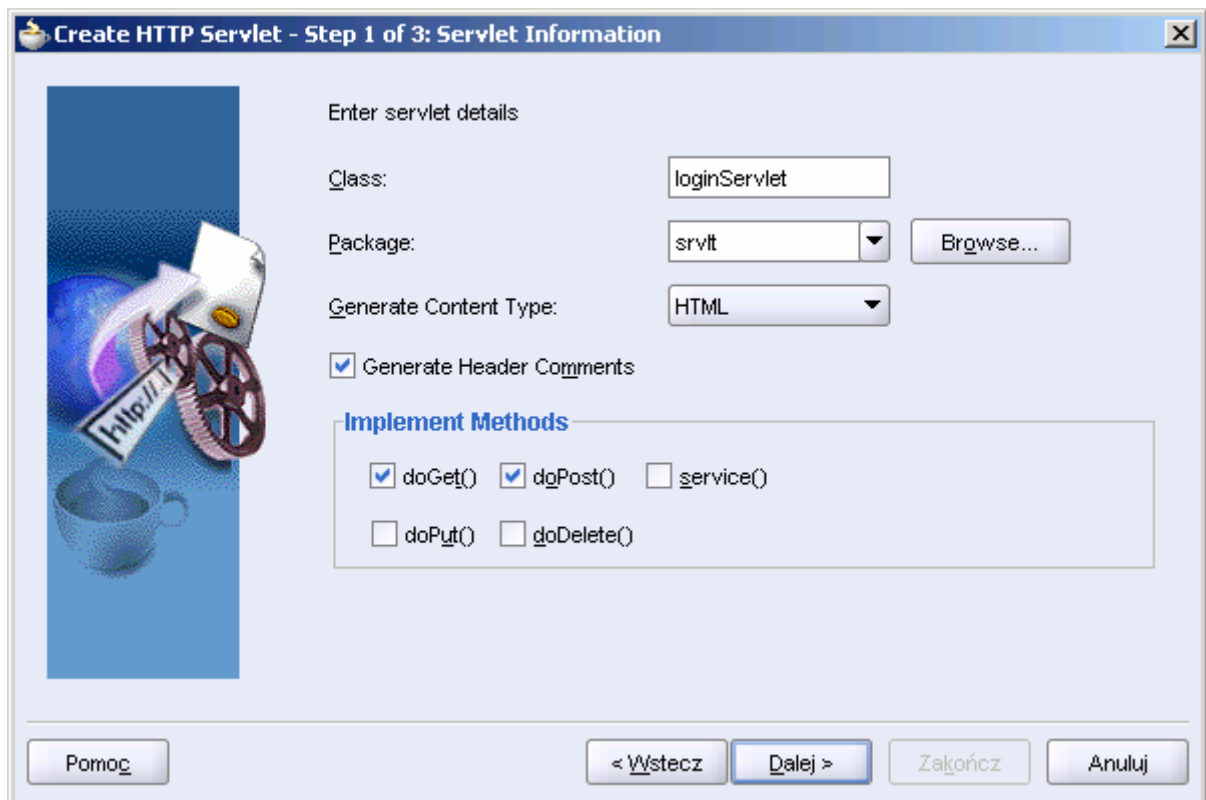 Create HTTP Servlet - Step 1 of 3: Servlet Information
Enter servlet details
Class: loginServlet
Package: srvlt Browse...
Generate Content Type: HTML
Generate Header Comments
Implement Methods
doGet() doPost() service()
doPut() doDelete()
http://
Pomoc < Wstecz Dalej > Zakończ Anuluj